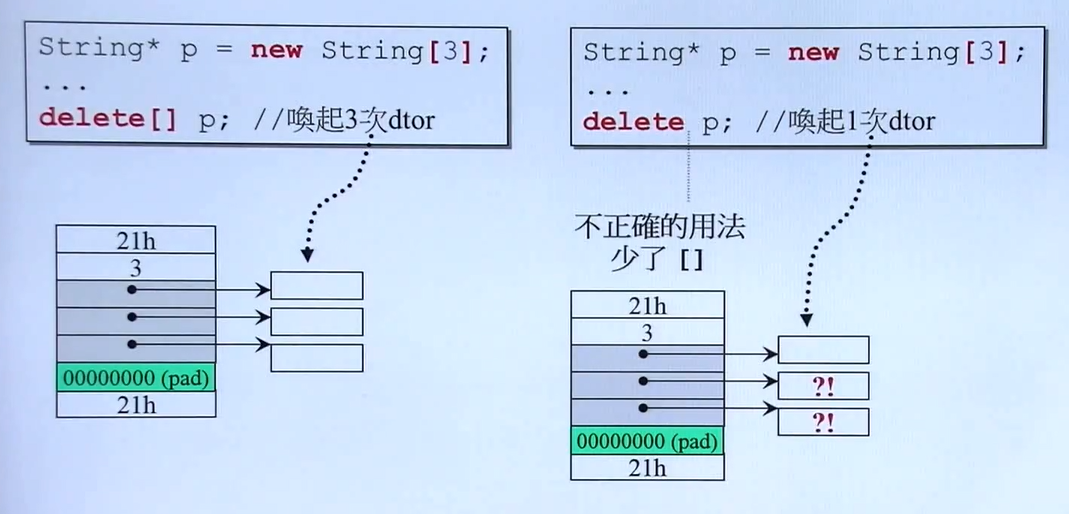 String* p = new String[3];
...
delete[] p; //喚起3次dtor
21h
3
00000000 (pad)
21h
String* p = new String[3];
...
delete p; //喚起1次dtor
不正確的用法
少了 []
21h
3
?!
?!
00000000 (pad)
21h